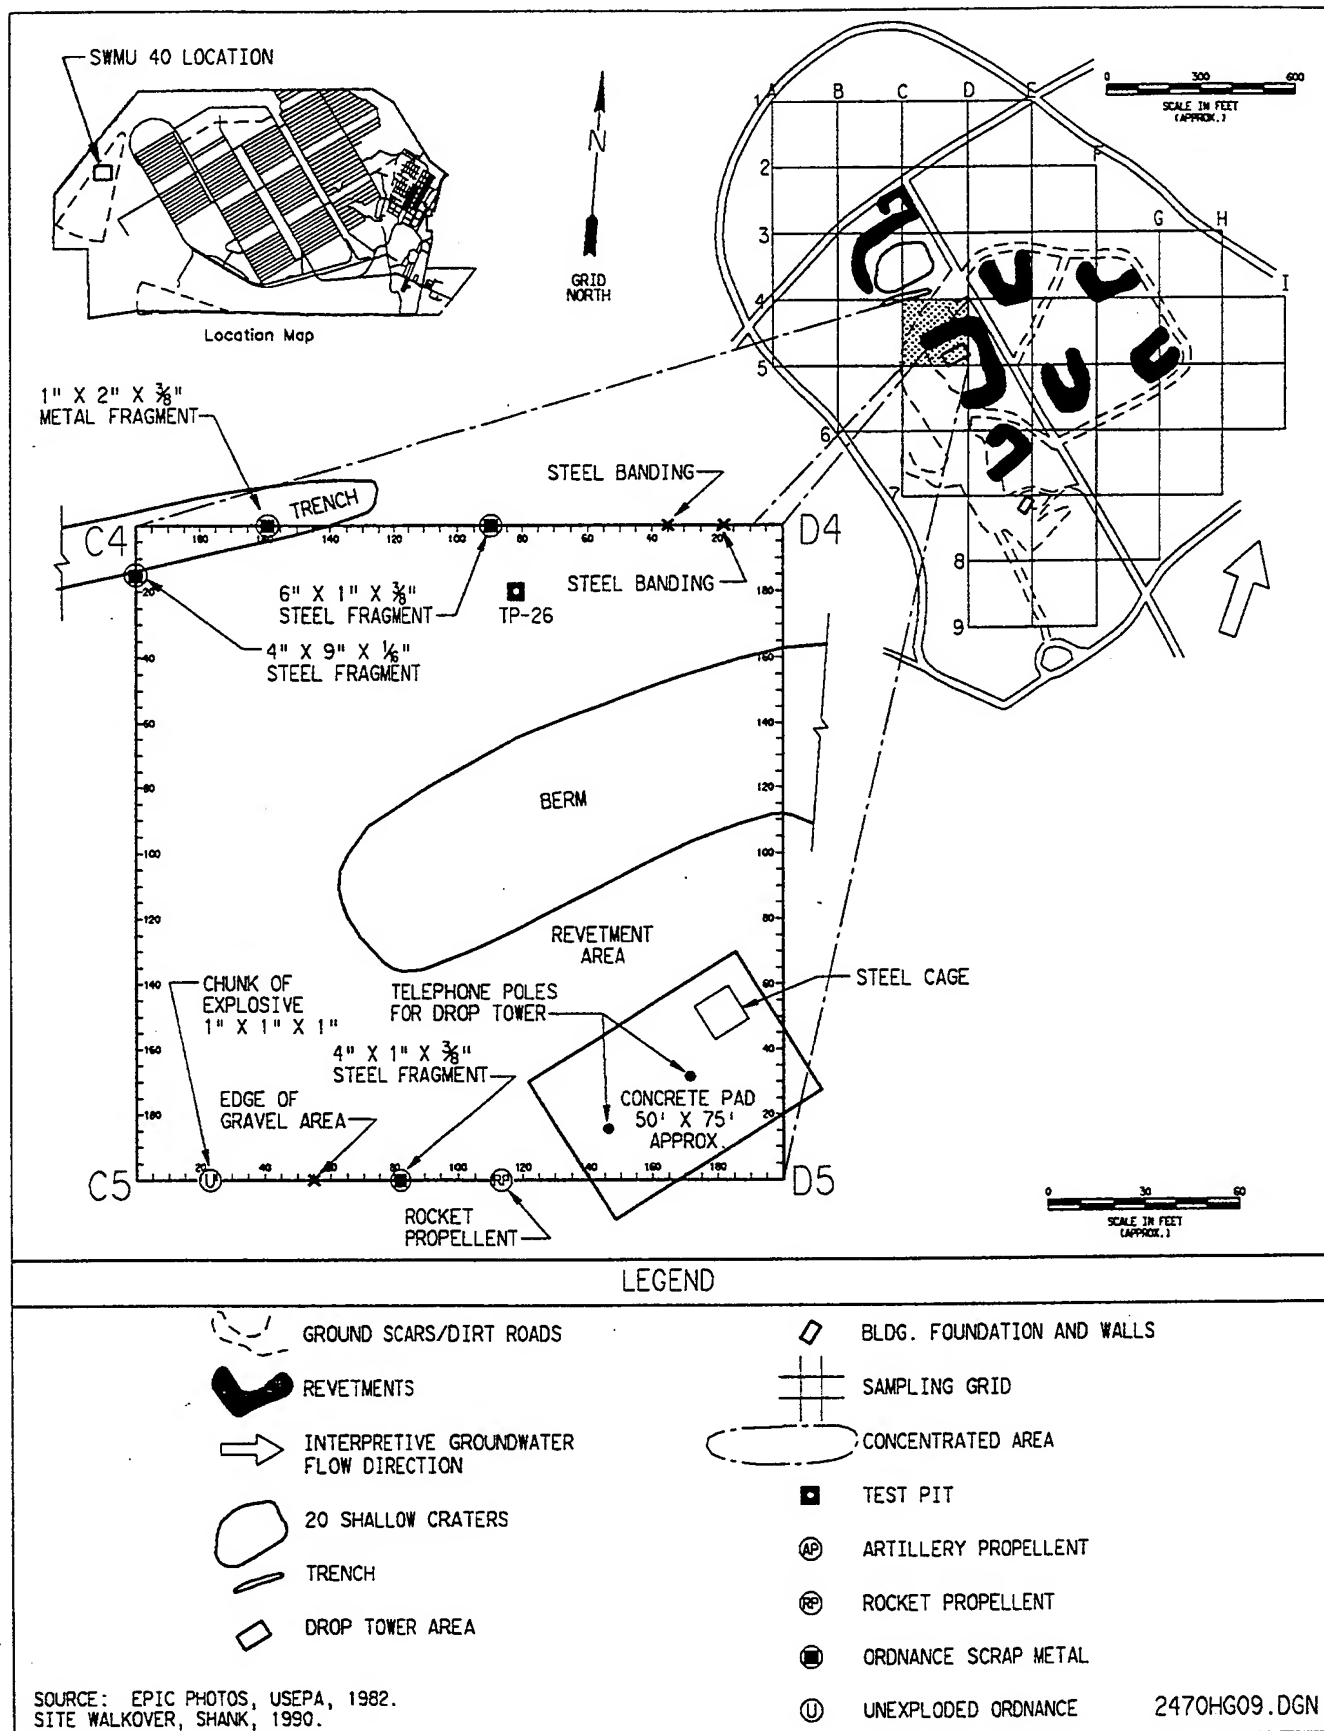 SWMU 40 LOCATION
Location Map
N
GRID
NORTH
0 300 600
SCALE IN FEET
(APPROX.)
A B C D E F G H I
1
2
3
4
5
6
7
8
9
1" X 2" X 3/8"
METAL FRAGMENT
TRENCH
STEEL BANDING
C4
D4
180 160 140 120 100 80 60 40 20
6" X 1" X 3/8"
STEEL FRAGMENT
TP-26
STEEL BANDING
4" X 9" X 1/6"
STEEL FRAGMENT
20
40
60
80
100
120
140
160
180
180
160
140
120
100
80
60
40
20
BERM
REVETMENT
AREA
STEEL CAGE
CHUNK OF
EXPLOSIVE
1" X 1" X 1"
TELEPHONE POLES
FOR DROP TOWER
4" X 1" X 3/8"
STEEL FRAGMENT
EDGE OF
GRAVEL AREA
CONCRETE PAD
50' X 75'
APPROX.
20 40 60 80 100 120 140 160 180
C5
U
RP
D5
ROCKET
PROPELLENT
0 30 60
SCALE IN FEET
(APPROX.)
LEGEND
GROUND SCARS/DIRT ROADS
REVETMENTS
INTERPRETIVE GROUNDWATER
FLOW DIRECTION
20 SHALLOW CRATERS
TRENCH
DROP TOWER AREA
BLDG. FOUNDATION AND WALLS
SAMPLING GRID
CONCENTRATED AREA
TEST PIT
AP ARTILLERY PROPELLENT
RP ROCKET PROPELLENT
ORDNANCE SCRAP METAL
U UNEXPLODED ORDNANCE
SOURCE: EPIC PHOTOS, USEPA, 1982.
SITE WALKOVER, SHANK, 1990.
2470HG09.DGN